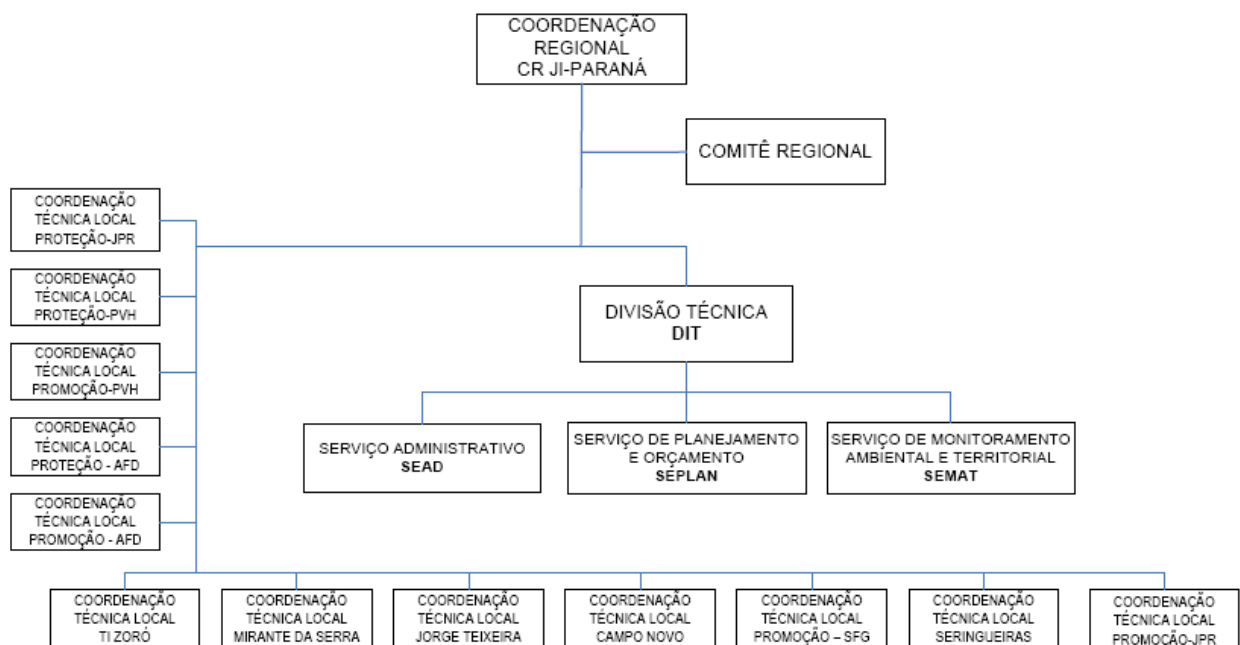 COORDENAÇÃO
REGIONAL
CR JI-PARANÁ
COMITÊ REGIONAL
COORDENAÇÃO
TÉCNICA LOCAL
PROTEÇÃO-JPR
COORDENAÇÃO
TÉCNICA LOCAL
PROTEÇÃO-PVH
COORDENAÇÃO
TÉCNICA LOCAL
PROMOÇÃO-PVH
COORDENAÇÃO
TÉCNICA LOCAL
PROTEÇÃO - AFD
COORDENAÇÃO
TÉCNICA LOCAL
PROMOÇÃO - AFD
DIVISÃO TÉCNICA
DIT
SERVIÇO ADMINISTRATIVO
SEAD
SERVIÇO DE PLANEJAMENTO
E ORÇAMENTO
SEPLAN
SERVIÇO DE MONITORAMENTO
AMBIENTAL E TERRITORIAL
SEMAT
COORDENAÇÃO
TÉCNICA LOCAL
TI ZORÓ
COORDENAÇÃO
TÉCNICA LOCAL
MIRANTE DA SERRA
COORDENAÇÃO
TÉCNICA LOCAL
JORGE TEIXEIRA
COORDENAÇÃO
TÉCNICA LOCAL
CAMPO NOVO
COORDENAÇÃO
TÉCNICA LOCAL
PROMOÇÃO – SFG
COORDENAÇÃO
TÉCNICA LOCAL
SERINGUEIRAS
COORDENAÇÃO
TÉCNICA LOCAL
PROMOÇÃO-JPR